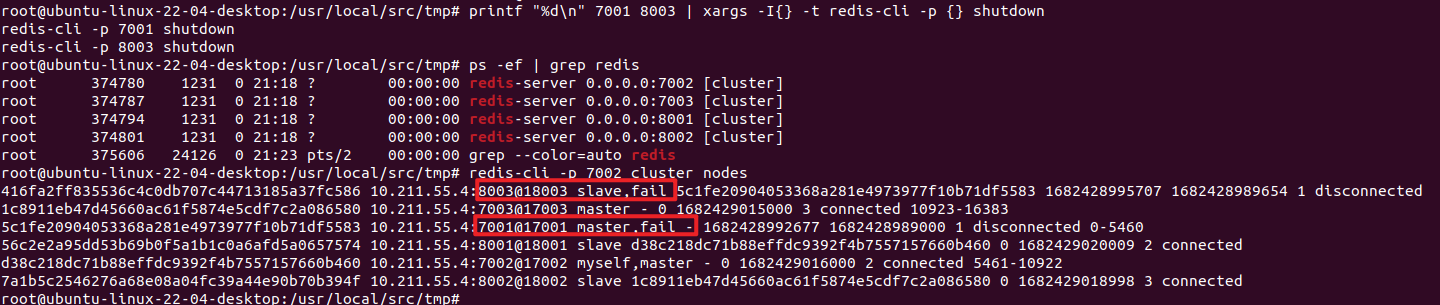 root@ubuntu-linux-22-04-desktop:/usr/local/src/tmp# printf "%d\n" 7001 8003 | xargs -I{} -t redis-cli -p {} shutdown
redis-cli -p 7001 shutdown
redis-cli -p 8003 shutdown
root@ubuntu-linux-22-04-desktop:/usr/local/src/tmp# ps -ef | grep redis
root      374780    1231  0 21:18 ?        00:00:00 redis-server 0.0.0.0:7002 [cluster]
root      374787    1231  0 21:18 ?        00:00:00 redis-server 0.0.0.0:7003 [cluster]
root      374794    1231  0 21:18 ?        00:00:00 redis-server 0.0.0.0:8001 [cluster]
root      374801    1231  0 21:18 ?        00:00:00 redis-server 0.0.0.0:8002 [cluster]
root      375606   24126  0 21:23 pts/2    00:00:00 grep --color=auto redis
root@ubuntu-linux-22-04-desktop:/usr/local/src/tmp# redis-cli -p 7002 cluster nodes
416fa2ff835536c4c0db707c44713185a37fc586 10.211.55.4:8003@18003 slave,fail 5c1fe20904053368a281e4973977f10b71df5583 1682428995707 1682428989654 1 disconnected
1c8911eb47d45660ac61f5874e5cdf7c2a086580 10.211.55.4:7003@17003 master - 0 1682429015000 3 connected 10923-16383
5c1fe20904053368a281e4973977f10b71df5583 10.211.55.4:7001@17001 master,fail - 1682428992677 1682428989000 1 disconnected 0-5460
56c2e2a95dd53b69b0f5a1b1c0a6afd5a0657574 10.211.55.4:8001@18001 slave d38c218dc71b88effdc9392f4b7557157660b460 0 1682429020009 2 connected
d38c218dc71b88effdc9392f4b7557157660b460 10.211.55.4:7002@17002 myself,master - 0 1682429016000 2 connected 5461-10922
7a1b5c2546276a68e08a04fc39a44e90b70b394f 10.211.55.4:8002@18002 slave 1c8911eb47d45660ac61f5874e5cdf7c2a086580 0 1682429018998 3 connected
root@ubuntu-linux-22-04-desktop:/usr/local/src/tmp#